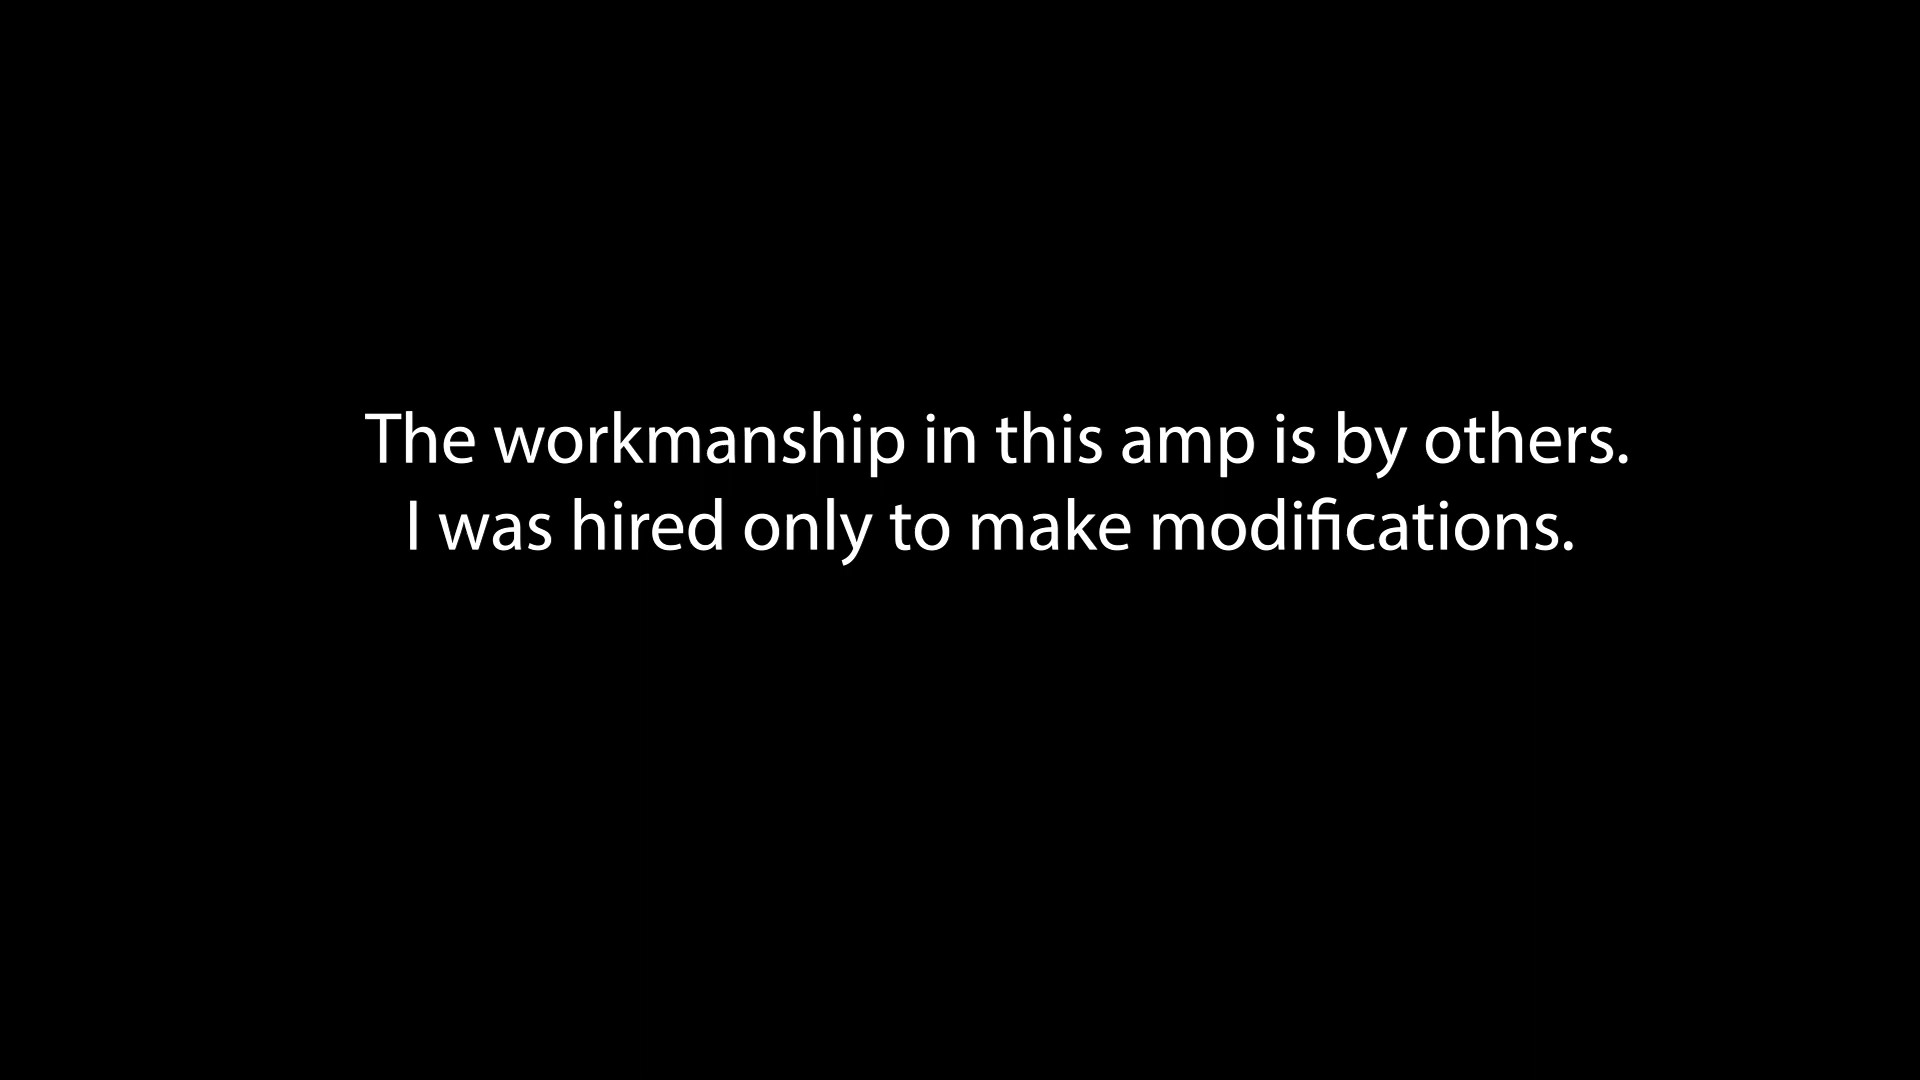 The workmanship in this amp is by others.
I was hired only to make modifications.